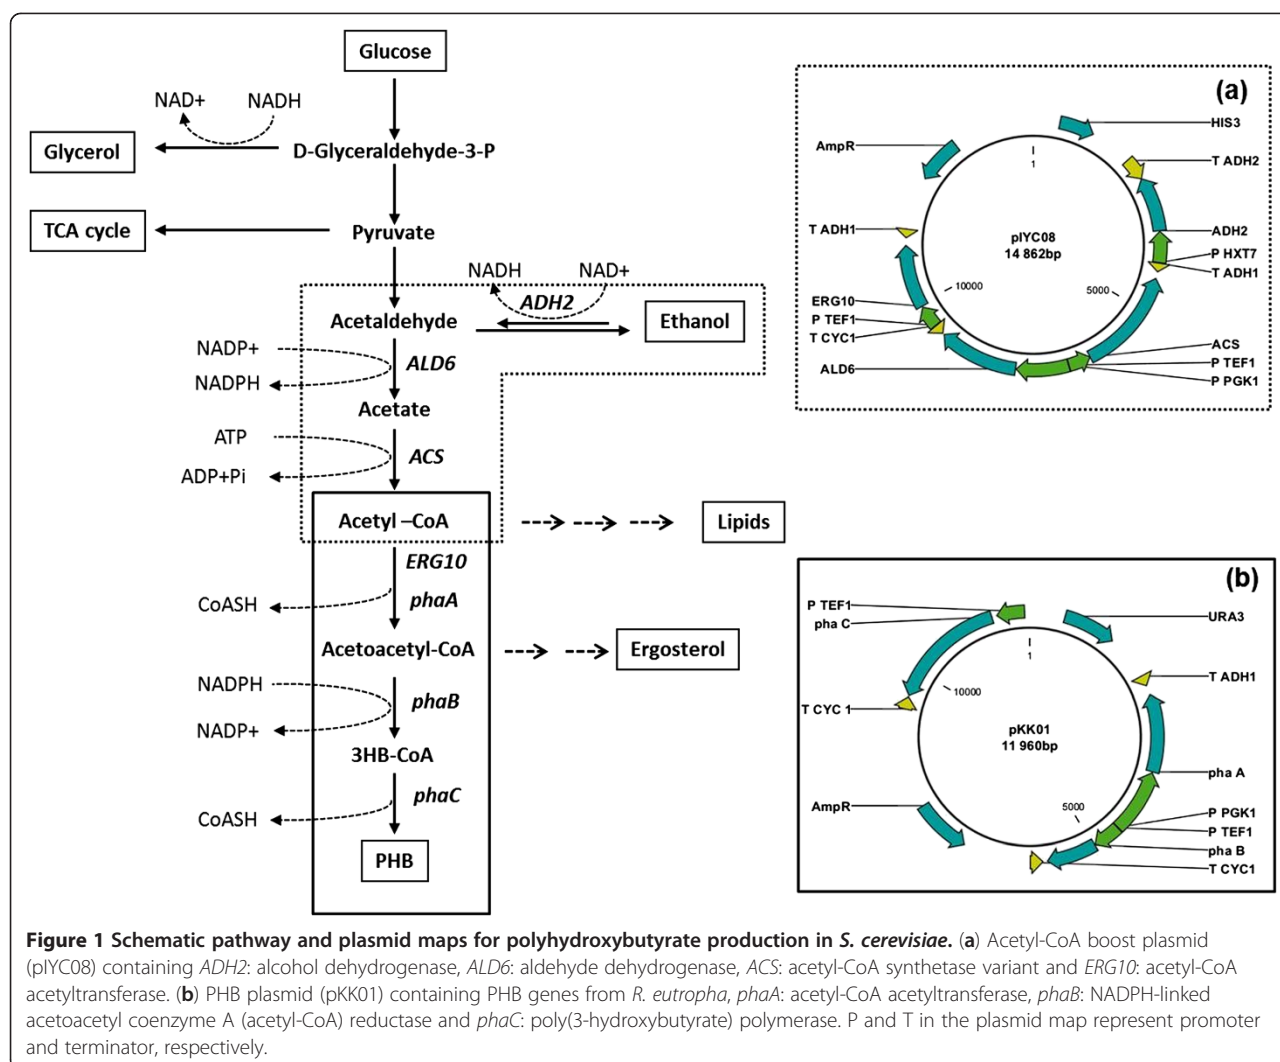 Glucose
NAD+ NADH
Glycerol
D-Glyceraldehyde-3-P
TCA cycle
Pyruvate
NADH NAD+
ADH2
Acetaldehyde
Ethanol
NADP+
ALD6
NADPH
Acetate
ATP
ACS
ADP+Pi
Acetyl –CoA
Lipids
ERG10
CoASH
phaA
Acetoacetyl-CoA
Ergosterol
NADPH
phaB
NADP+
3HB-CoA
phaC
CoASH
PHB
(a)
HIS3
AmpR
1
T ADH2
T ADH1
pIYC08
14 862bp
ADH2
P HXT7
T ADH1
10000
5000
ERG10
P TEF1
T CYC1
ALD6
ACS
P TEF1
P PGK1
(b)
P TEF1
pha C
URA3
1
T ADH1
10000
T CYC 1
pKK01
11 960bp
pha A
AmpR
5000
P PGK1
P TEF1
pha B
T CYC1
Figure 1 Schematic pathway and plasmid maps for polyhydroxybutyrate production in S. cerevisiae. (a) Acetyl-CoA boost plasmid
(pIYC08) containing ADH2: alcohol dehydrogenase, ALD6: aldehyde dehydrogenase, ACS: acetyl-CoA synthetase variant and ERG10: acetyl-CoA
acetyltransferase. (b) PHB plasmid (pKK01) containing PHB genes from R. eutropha, phaA: acetyl-CoA acetyltransferase, phaB: NADPH-linked
acetoacetyl coenzyme A (acetyl-CoA) reductase and phaC: poly(3-hydroxybutyrate) polymerase. P and T in the plasmid map represent promoter
and terminator, respectively.